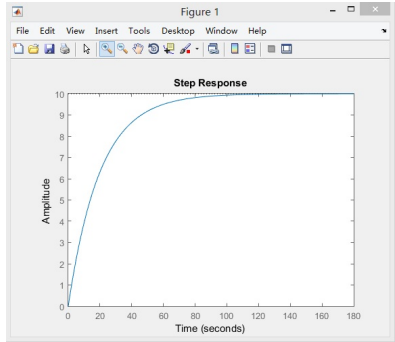 Figure 1
File Edit View Insert Tools Desktop Window Help
Step Response
10
9
8
7
6
5
4
3
2
1
0
Amplitude
0 20 40 60 80 100 120 140 160 180
Time (seconds)